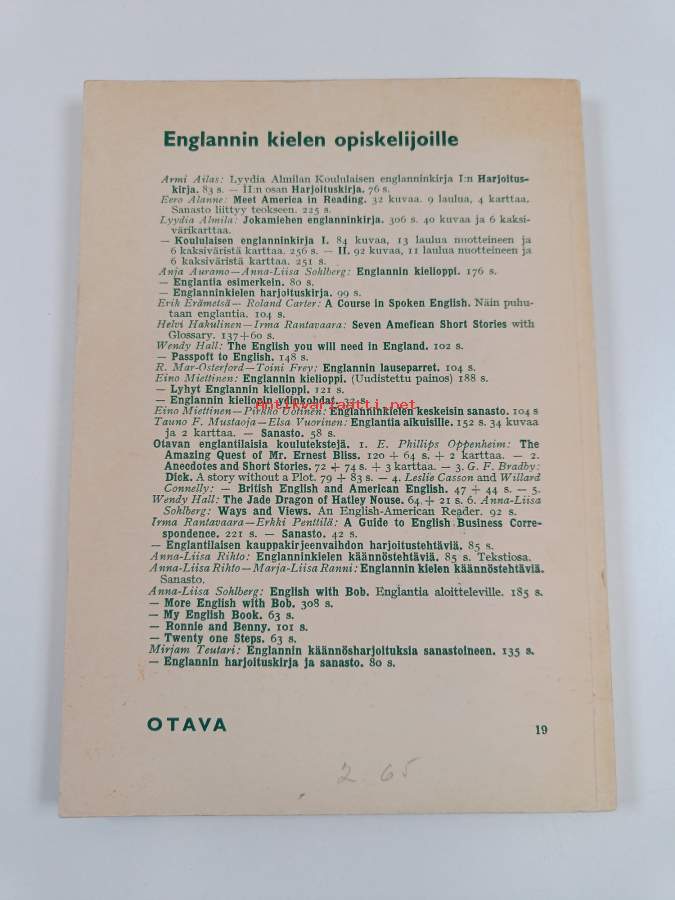 Englannin kielen opiskelijoille
Armi Ailas: Lyydia Almilan Koululaisen englanninkirja I:n Harjoitus-
kirja. 83 s. — II:n osan Harjoituskirja. 76 s.
Eero Alanne: Meet America in Reading. 32 kuvaa. 9 laulua, 4 karttaa.
Sanasto liittyy teokseen. 225 s.
Lyydia Almila: Jokamiehen englanninkirja. 306 s. 40 kuvaa ja 6 kaksi-
värikarttaa.
— Koululaisen englanninkirja I. 84 kuvaa, 13 laulua nuotteineen ja
6 kaksiväristä karttaa. 256 s. — II. 92 kuvaa, 11 laulua nuotteineen ja
6 kaksiväristä karttaa. 251 s.
Anja Auramo—Anna-Liisa Sohlberg: Englannin kielioppi. 176 s.
— Englantia esimerkein. 80 s.
— Englanninkielen harjoituskirja. 99 s.
Erik Erämetsä— Roland Carter: A Course in Spoken English. Näin puhu-
taan englantia. 104 s.
Helvi Hakulinen—Irma Rantavaara: Seven Amefican Short Stories with
Glossary. 137+60 s.
Wendy Hall: The English you will need in England. 102 s.
— Passpoft to English. 148 s.
R. Mar-Osterford—Toini Frey: Englannin lauseparret. 104 s.
Eino Miettinen: Englannin kielioppi. (Uudistettu painos) 188 s.
— Lyhyt Englannin kielioppi. 121 s.
— Englannin kieliopin ydinkohdat. s.
antikvariaatti.net
Eino Miettinen—Pirkko Uotinen: Englanninkielen keskeisin sanasto. 104 s
Tauno F. Mustaoja—Elsa Vuorinen: Englantia aikuisille. 152 s. 34 kuvaa
ja 2 karttaa. — Sanasto. 58 s.
Otavan englantilaisia koulutekstejä. 1. E. Phillips Oppenheim: The
Amazing Quest of Mr. Ernest Bliss. 120 + 64 s. + 2 karttaa. — 2.
Anecdotes and Short Stories. 72 + 74 s. + 3 karttaa. — 3. G. F. Bradby:
Dick. A story without a Plot. 79 + 83 s. — 4. Leslie Casson and Willard
Connelly: — British English and American English. 47 + 44 s. — 5.
Wendy Hall: The Jade Dragon of Hatley Nouse. 64 + 21 s. 6. Anna-Liisa
Sohlberg: Ways and Views. An English-American Reader. 92 s.
Irma Rantavaara—Erkki Penttilä: A Guide to English Business Corre-
spondence. 221 s. — Sanasto. 42 s.
— Englantilaisen kauppakirjeenvaihdon harjoitustehtäviä. 85 s.
Anna-Liisa Rihto: Englanninkielen käännöstehtäviä. 85 s. Tekstiosa.
Anna-Liisa Rihto—Marja-Liisa Ranni: Englannin kielen käännöstehtäviä.
Sanasto.
Anna-Liisa Sohlberg: English with Bob. Englantia aloitteleville. 185 s.
— More English with Bob. 308 s.
— My English Book. 63 s.
— Ronnie and Benny. 101 s.
— Twenty one Steps. 63 s.
Mirjam Teutari: Englannin käännösharjoituksia sanastoineen. 135 s.
— Englannin harjoituskirja ja sanasto. 80 s.
OTAVA
19
2.65